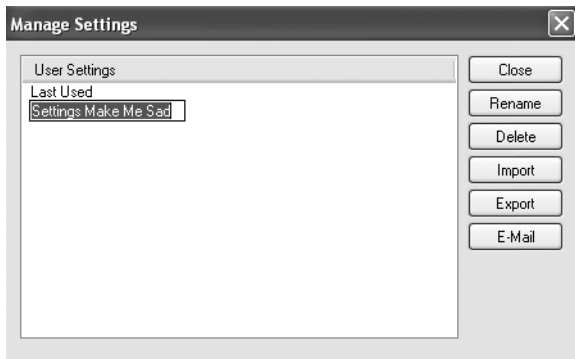 Manage Settings
User Settings
Last Used
Settings Make Me Sad
Close
Rename
Delete
Import
Export
E-Mail